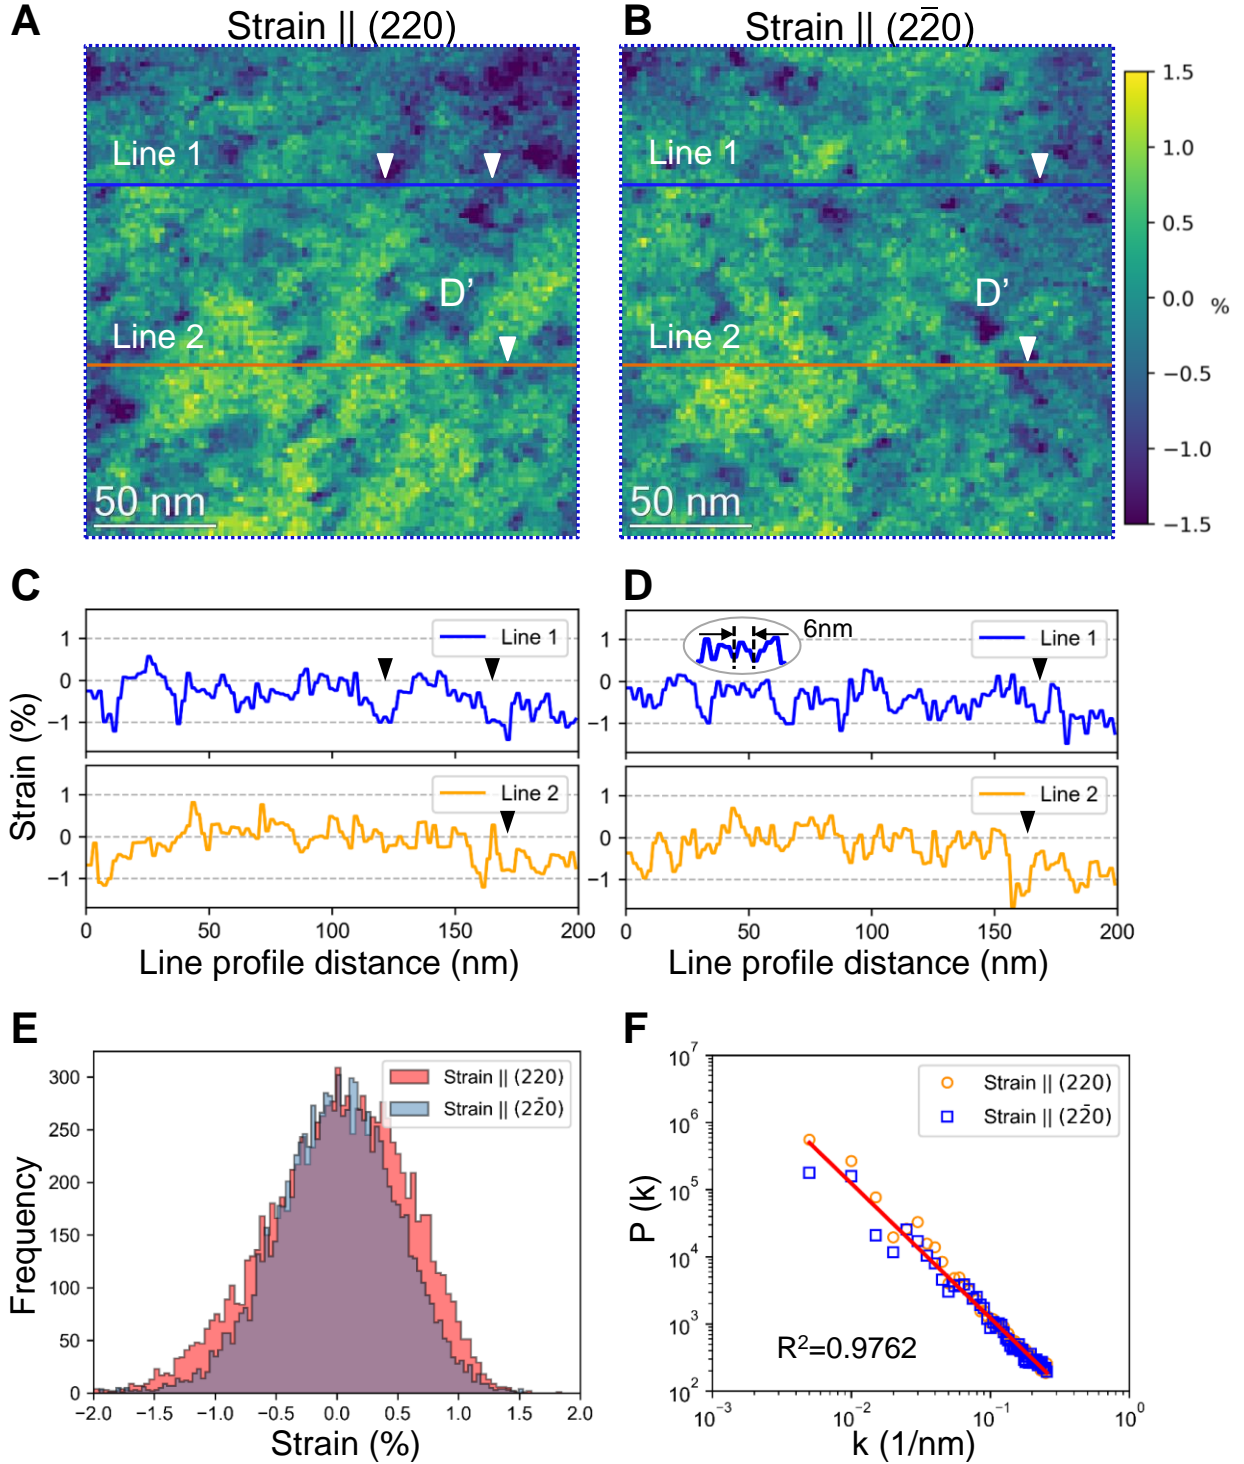 A
Strain || (220)
B
Strain || (22̅0)
Line 1
Line 1
D’
D’
Line 2
Line 2
50 nm
50 nm
1.5
1.0
0.5
0.0
%
−0.5
−1.0
−1.5
C
D
Strain (%)
1
0
−1
Line 1
1
0
−1
6nm
Line 1
1
0
−1
Line 2
1
0
−1
Line 2
0 50 100 150 200
0 50 100 150 200
Line profile distance (nm)
Line profile distance (nm)
E
Frequency
300
250
200
150
100
50
0
Strain || (220)
Strain || (22̅0)
−2.0 −1.5 −1.0 −0.5 0.0 0.5 1.0 1.5 2.0
Strain (%)
F
P (k)
10⁷
10⁶
10⁵
10⁴
10³
10²
Strain || (220)
Strain || (22̅0)
R²=0.9762
10⁻³ 10⁻² 10⁻¹ 10⁰
k (1/nm)